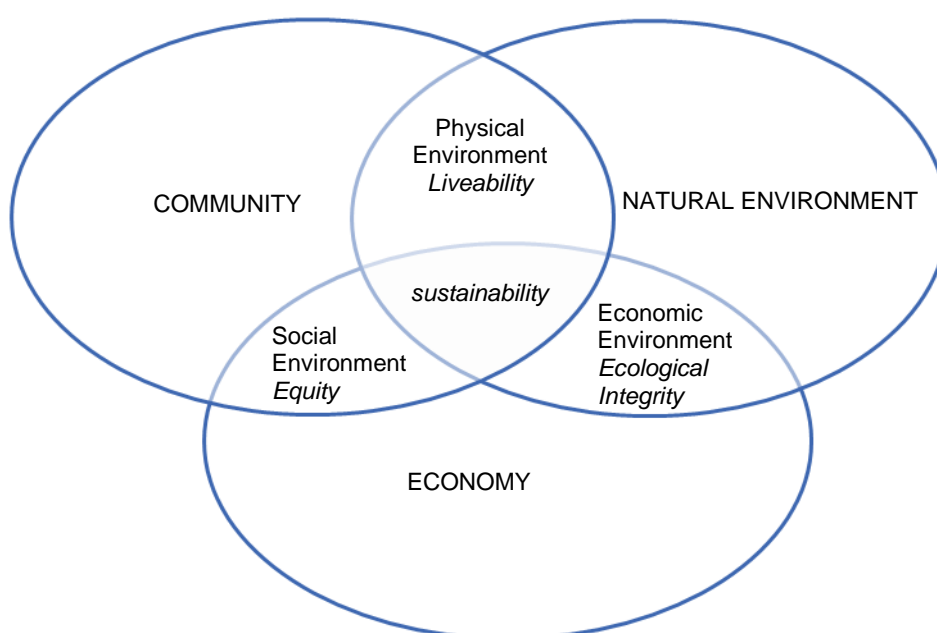 Physical
Environment
Liveability
COMMUNITY
NATURAL ENVIRONMENT
sustainability
Social
Environment
Equity
Economic
Environment
Ecological
Integrity
ECONOMY